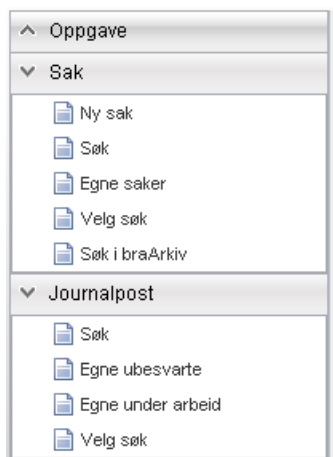 Oppgave
Sak
Ny sak
Søk
Egne saker
Velg søk
Søk i braArkiv
Journalpost
Søk
Egne ubesvarte
Egne under arbeid
Velg søk